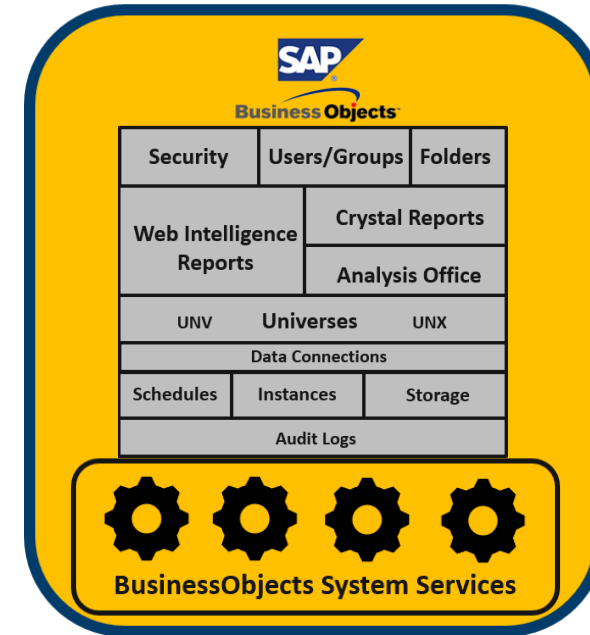 SAP
®
Business Objects™
Security Users/Groups Folders
Web Intelligence
Reports
Crystal Reports
Analysis Office
UNV Universes UNX
Data Connections
Schedules Instances Storage
Audit Logs
BusinessObjects System Services